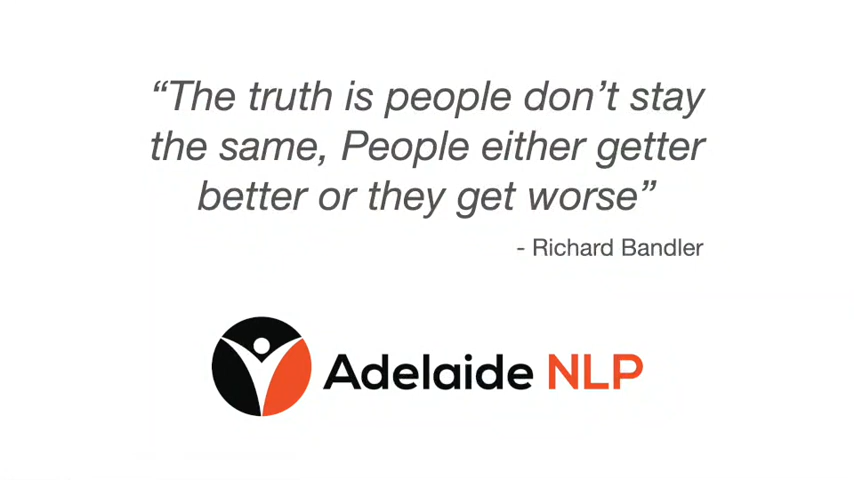 “The truth is people don’t stay
the same, People either getter
better or they get worse”
- Richard Bandler
Adelaide NLP